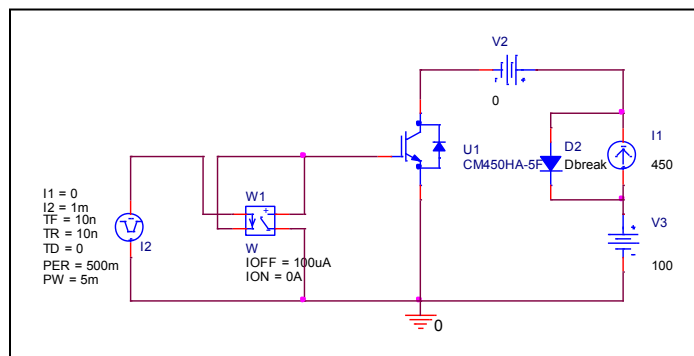 V2
0
U1
CM450HA-5F
D2
Dbreak
I1
450
V3
100
W1
W
IOFF = 100uA
ION = 0A
I1 = 0
I2 = 1m
TF = 10n
TR = 10n
TD = 0
PER = 500m
PW = 5m
I2
0